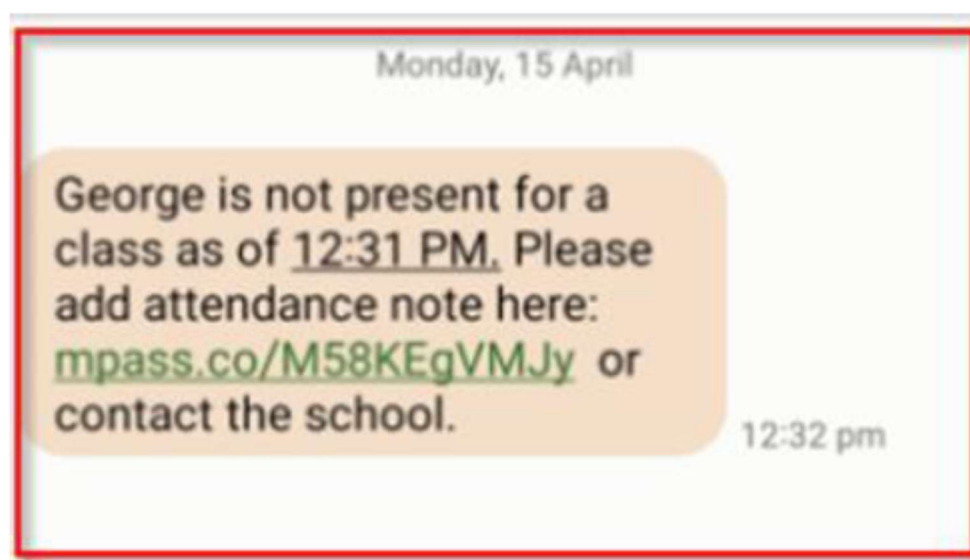 Monday, 15 April
George is not present for a
class as of 12:31 PM. Please
add attendance note here:
mpass.co/M58KEgVMJy or
contact the school.
12:32 pm